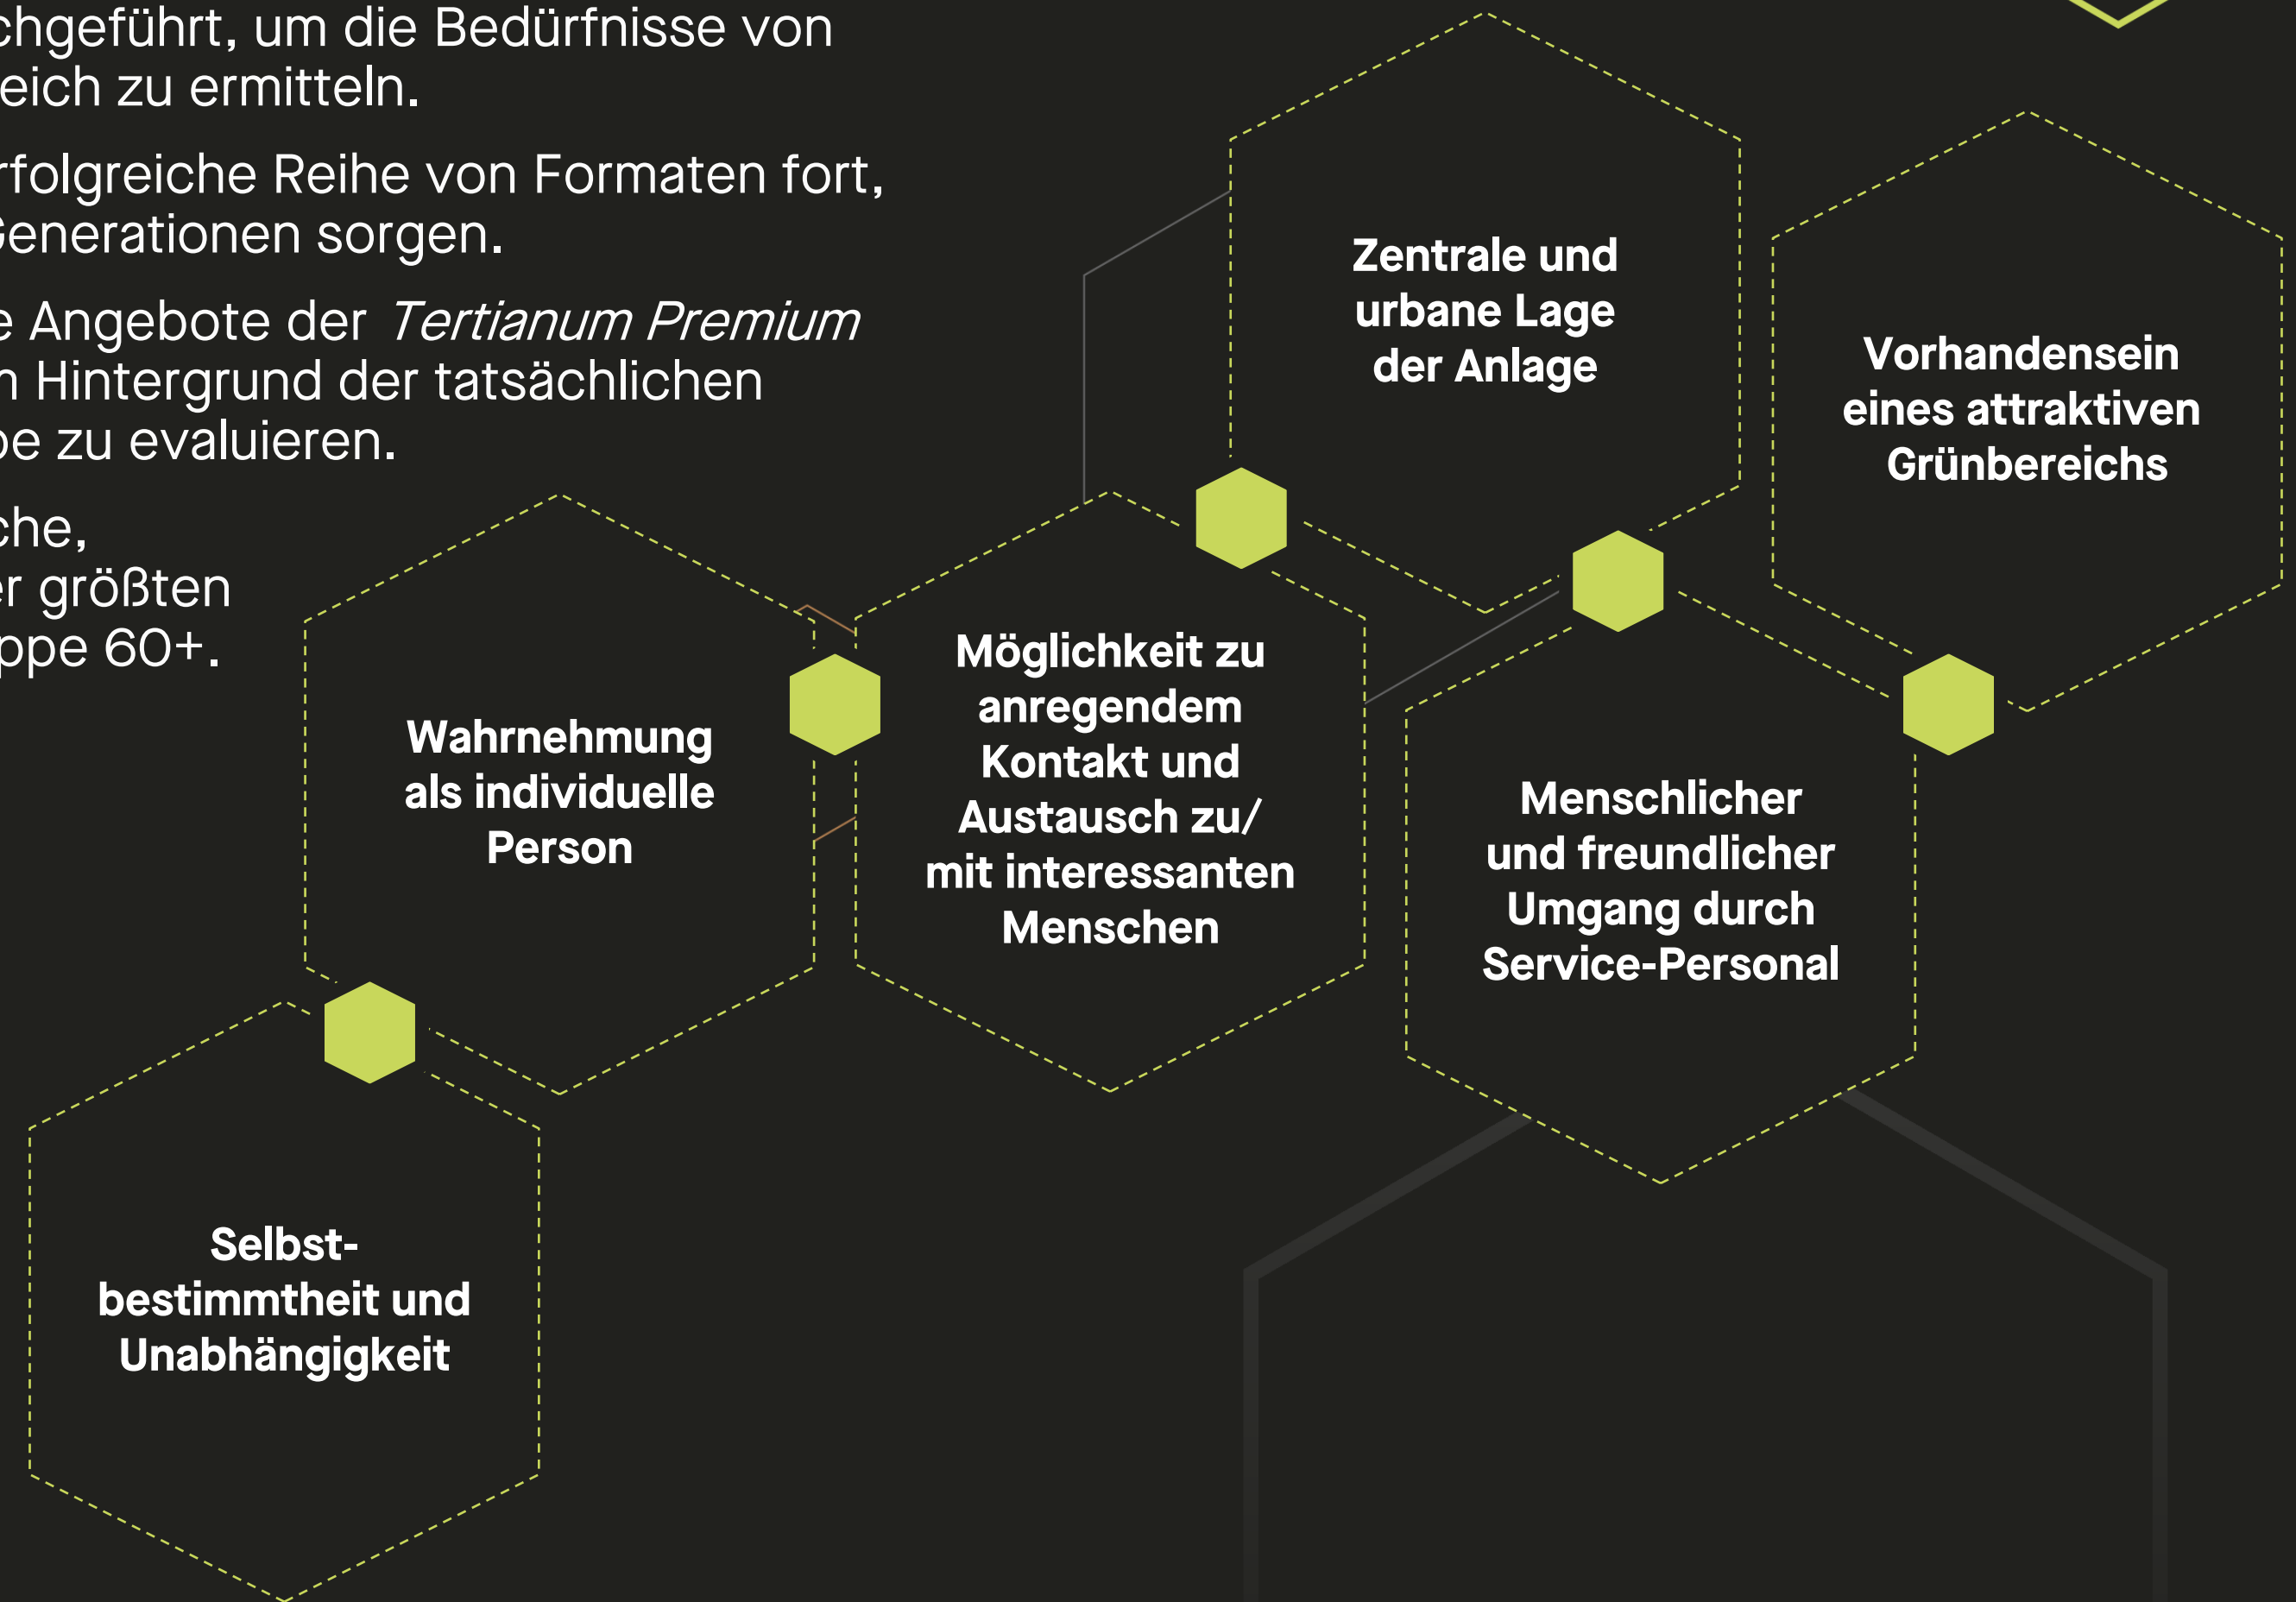 chgeführt, um die Bedürfnisse von
eich zu ermitteln.
rfolgreiche Reihe von Formaten fort,
Generationen sorgen.
e Angebote der Tertianum Premium
Hintergrund der tatsächlichen
be zu evaluieren.
che,
er größten
ppe 60+.
Zentrale und
urbane Lage
der Anlage
Vorhandensein
eines attraktiven
Grünbereichs
Wahrnehmung
als individuelle
Person
Möglichkeit zu
anregendem
Kontakt und
Austausch zu/
mit interessanten
Menschen
Menschlicher
und freundlicher
Umgang durch
Service-Personal
Selbst-
bestimmtheit und
Unabhängigkeit